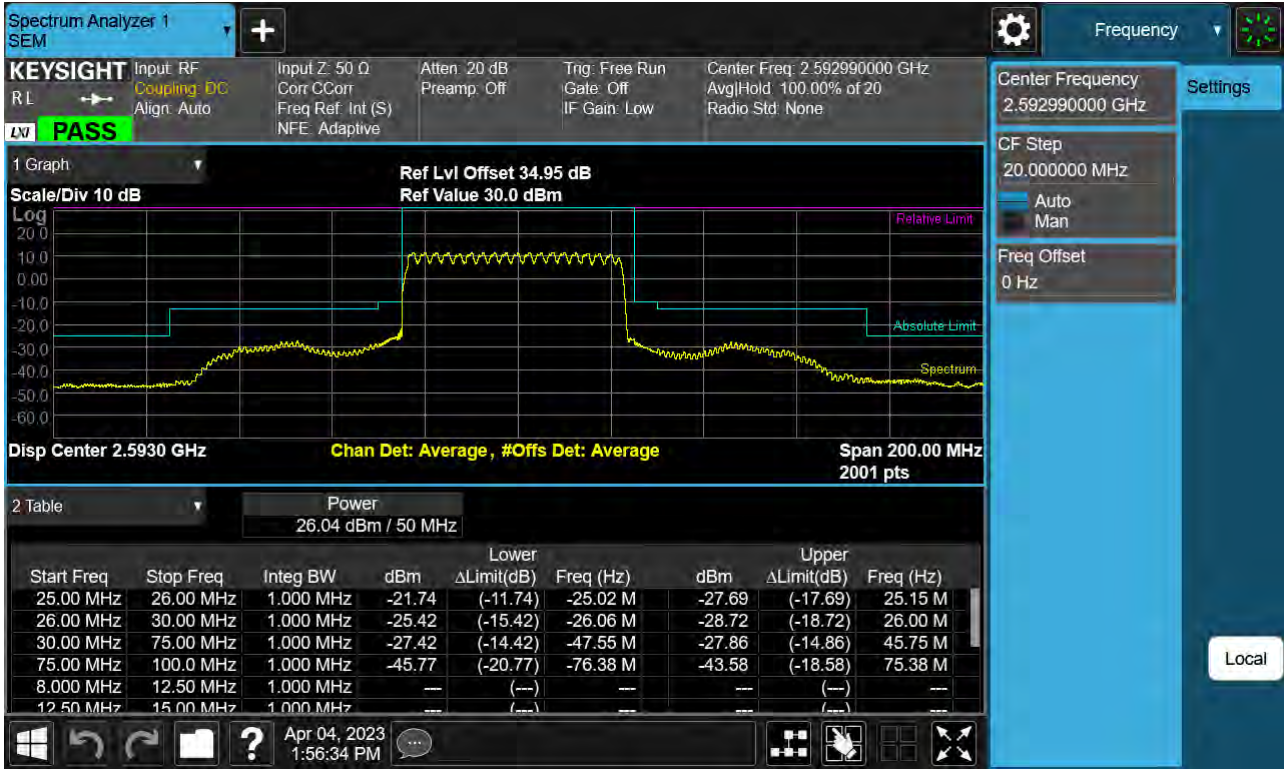 Spectrum Analyzer 1
SEM
+
Frequency
KEYSIGHT
R L
LXI
PASS
Input: RF
Coupling: DC
Align: Auto
Input Z: 50 Ω
Corr CCorr
Freq Ref: Int (S)
NFE: Adaptive
Atten: 20 dB
Preamp: Off
Trig: Free Run
Gate: Off
IF Gain: Low
Center Freq: 2.592990000 GHz
Avg|Hold: 100.00% of 20
Radio Std: None
Center Frequency
2.592990000 GHz
Settings
CF Step
20.000000 MHz
Auto
Man
Freq Offset
0 Hz
Local
1 Graph
Scale/Div 10 dB
Ref Lvl Offset 34.95 dB
Ref Value 30.0 dBm
Log
20.0
10.0
0.00
-10.0
-20.0
-30.0
-40.0
-50.0
-60.0
Relative Limit
Absolute Limit
Spectrum
Disp Center 2.5930 GHz Chan Det: Average, #Offs Det: Average Span 200.00 MHz
2001 pts
2 Table
Power
26.04 dBm / 50 MHz
Lower Upper
Start Freq Stop Freq Integ BW dBm ΔLimit(dB) Freq (Hz) dBm ΔLimit(dB) Freq (Hz)
25.00 MHz 26.00 MHz 1.000 MHz -21.74 (-11.74) -25.02 M -27.69 (-17.69) 25.15 M
26.00 MHz 30.00 MHz 1.000 MHz -25.42 (-15.42) -26.06 M -28.72 (-18.72) 26.00 M
30.00 MHz 75.00 MHz 1.000 MHz -27.42 (-14.42) -47.55 M -27.86 (-14.86) 45.75 M
75.00 MHz 100.0 MHz 1.000 MHz -45.77 (-20.77) -76.38 M -43.58 (-18.58) 75.38 M
8.000 MHz 12.50 MHz 1.000 MHz --- (---) --- --- (---) ---
12.50 MHz 15.00 MHz 1.000 MHz --- (---) --- --- (---) ---
?
Apr 04, 2023
1:56:34 PM